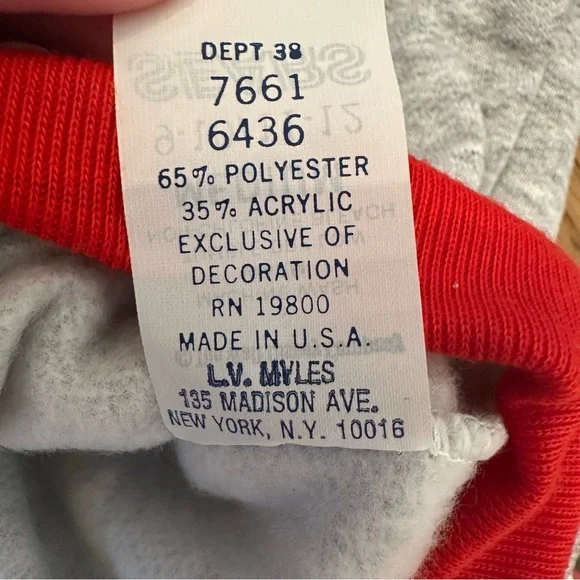 DEPT 38
7661
6436
65% POLYESTER
35% ACRYLIC
EXCLUSIVE OF
DECORATION
RN 19800
MADE IN U.S.A.
L.V. MYLES
135 MADISON AVE.
NEW YORK, N.Y. 10016